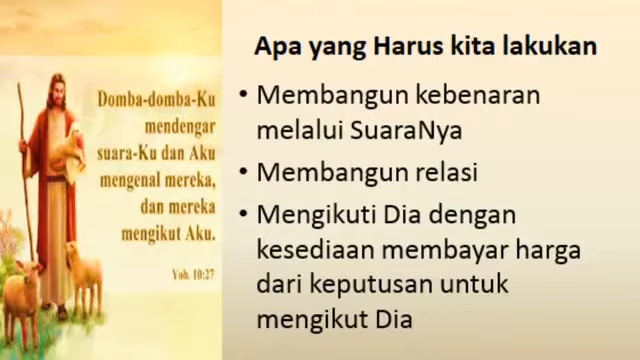 Domba-domba-Ku
mendengar
suara-Ku dan Aku
mengenal mereka,
dan mereka
mengikut Aku.
Yoh. 10:27
Apa yang Harus kita lakukan
• Membangun kebenaran
melalui SuaraNya
• Membangun relasi
• Mengikuti Dia dengan
kesediaan membayar harga
dari keputusan untuk
mengikut Dia